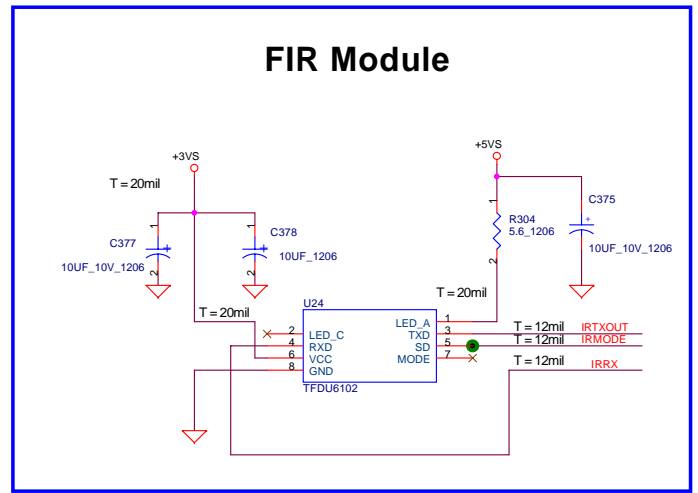 FIR Module
+3VS
+5VS
T = 20mil
1
C377
2
10UF_10V_1206
1
C378
2
10UF_1206
1
R304
5.6_1206
2
C375
+
10UF_10V_1206
T = 20mil
T = 20mil
U24
2 LED_C
4 RXD
6 VCC
8 GND
LED_A 1
TXD 3
SD 5
MODE 7
TFDU6102
T = 12mil IRTXOUT
T = 12mil IRMODE
T = 12mil IRRX